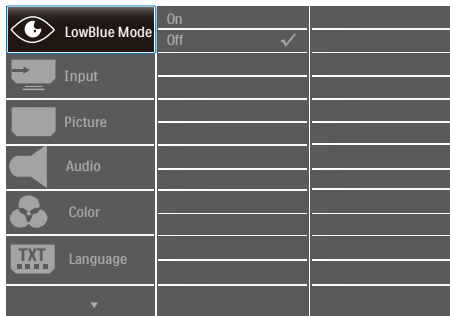 LowBlue Mode
On
Off
Input
Picture
Audio
Color
TXT
Language